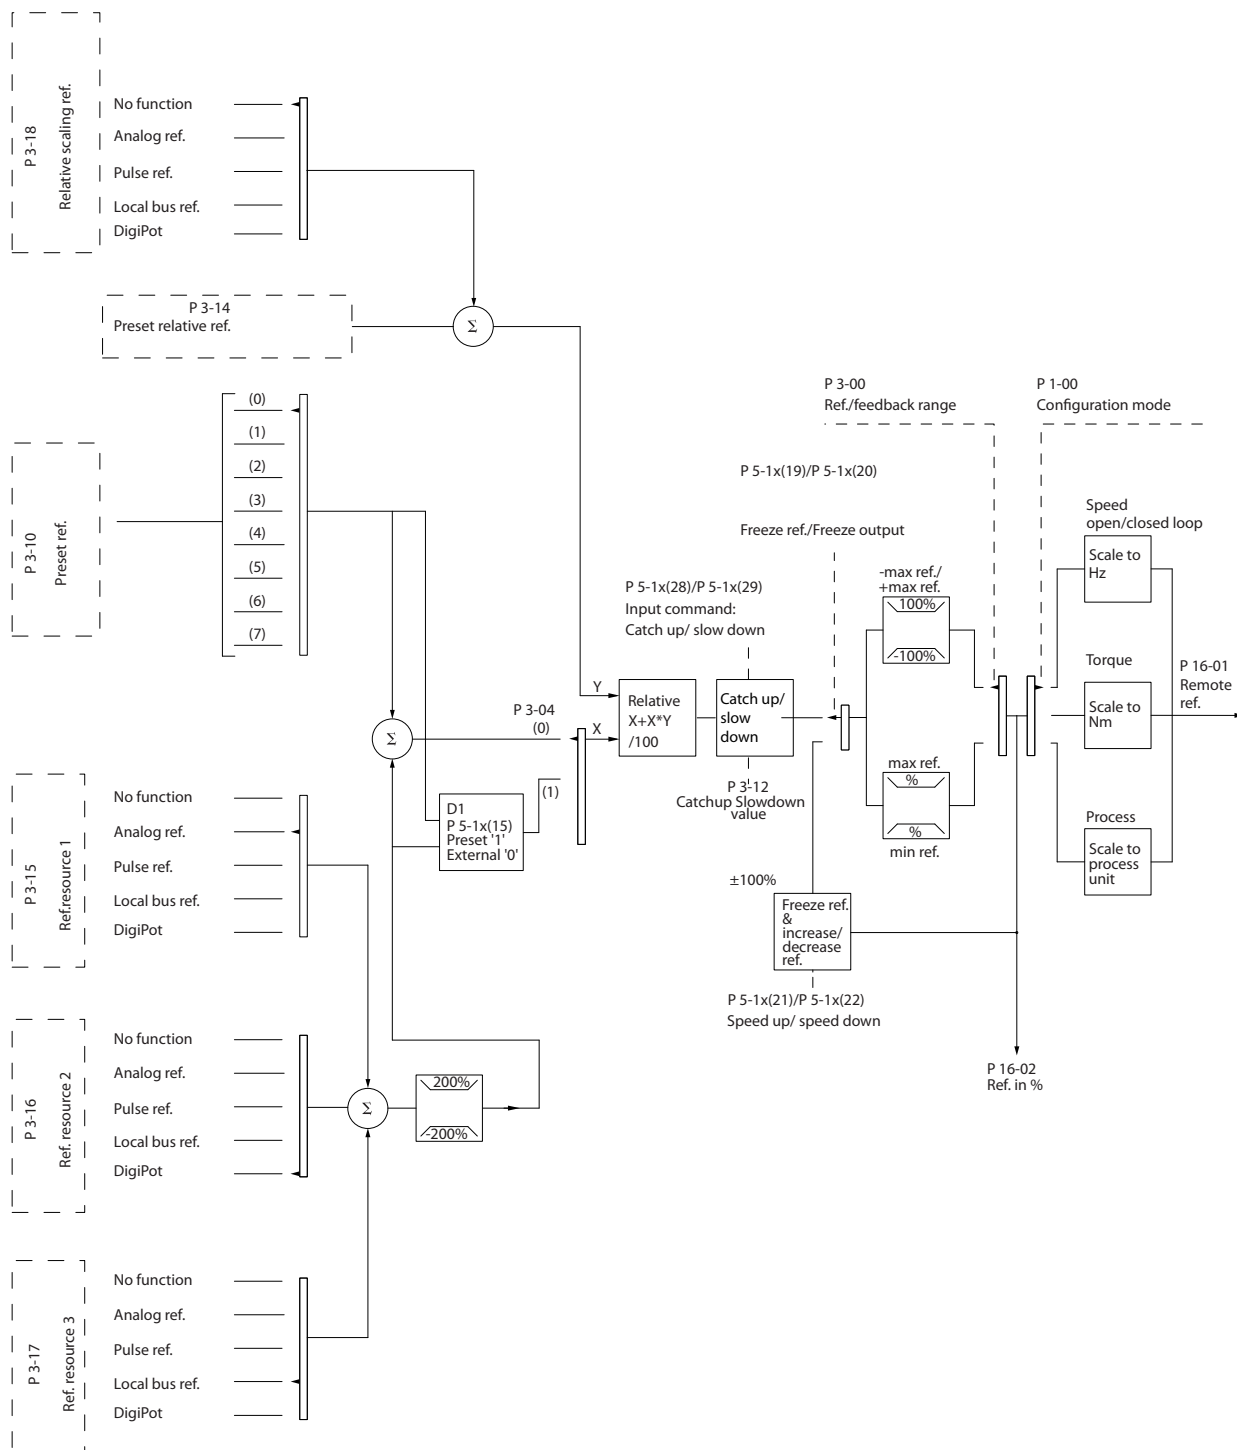 P 3-18
Relative scaling ref.
No function
Analog ref.
Pulse ref.
Local bus ref.
DigiPot
P 3-14
Preset relative ref.
Σ
P 3-10
Preset ref.
(0)
(1)
(2)
(3)
(4)
(5)
(6)
(7)
Σ
P 3-04
(0)
(1)
Y
X
D1
P 5-1x(15)
Preset '1'
External '0'
Relative
X+X*Y
/100
P 5-1x(28)/P 5-1x(29)
Input command:
Catch up/ slow down
Catch up/
slow
down
P 3-12
Catchup Slowdown
value
P 5-1x(19)/P 5-1x(20)
Freeze ref./Freeze output
P 3-00
Ref./feedback range
-max ref./
+max ref.
100%
-100%
max ref.
%
%
min ref.
±100%
Freeze ref.
&
increase/
decrease
ref.
P 5-1x(21)/P 5-1x(22)
Speed up/ speed down
P 1-00
Configuration mode
Speed
open/closed loop
Scale to
Hz
Torque
Scale to
Nm
Process
Scale to
process
unit
P 16-01
Remote
ref.
P 16-02
Ref. in %
P 3-15
Ref.resource 1
No function
Analog ref.
Pulse ref.
Local bus ref.
DigiPot
P 3-16
Ref. resource 2
No function
Analog ref.
Pulse ref.
Local bus ref.
DigiPot
Σ
200%
-200%
P 3-17
Ref. resource 3
No function
Analog ref.
Pulse ref.
Local bus ref.
DigiPot